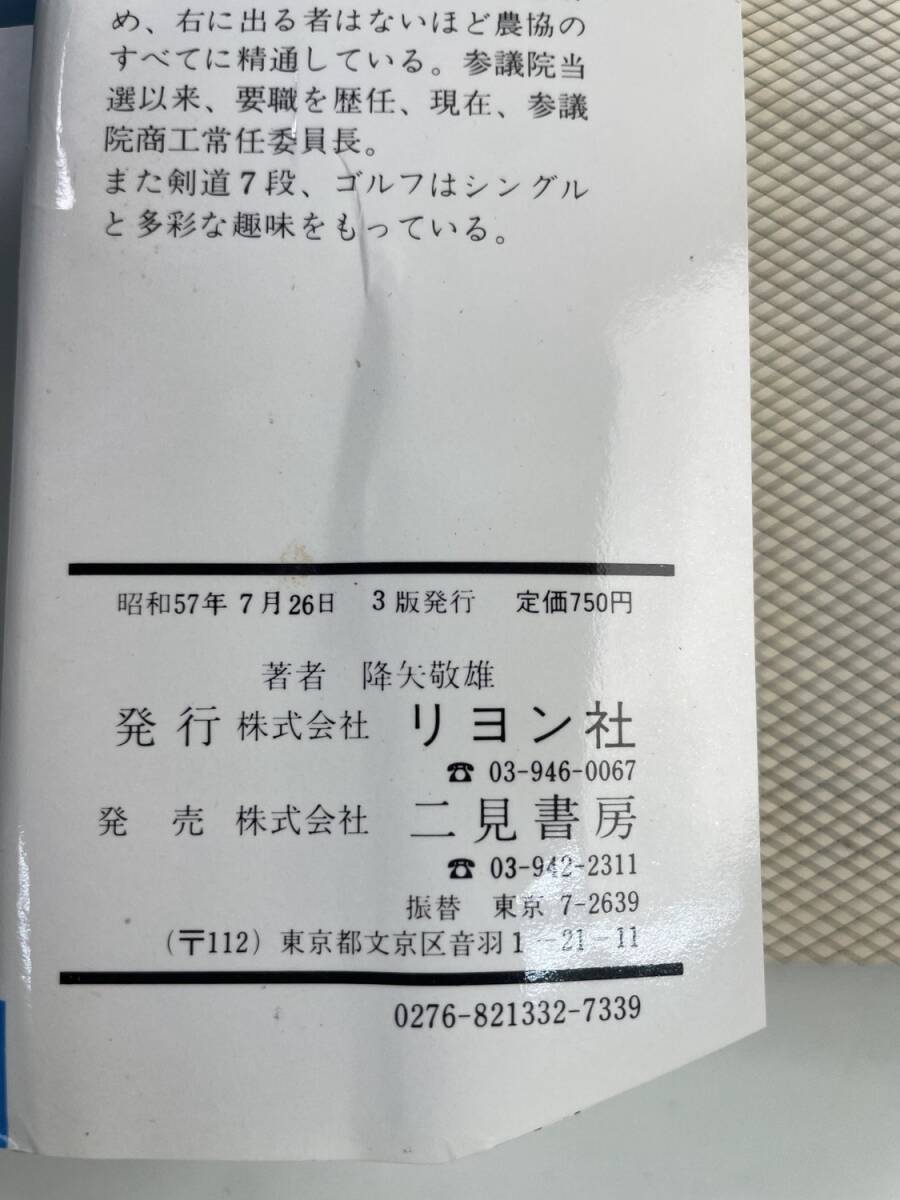 め、右に出る者はないほど農協の
すべてに精通している。参議院当
選以来、要職を歴任、現在、参議
院商工常任委員長。
また剣道7段、ゴルフはシングル
と多彩な趣味をもっている。
昭和57年 7月26日 3版発行 定価750円
著者 降矢敬雄
発行 株式会社 リヨン社
☎ 03-946-0067
発売 株式会社 二見書房
☎ 03-942-2311
振替 東京 7-2639
(〒112) 東京都文京区音羽1-21-11
0276-821332-7339